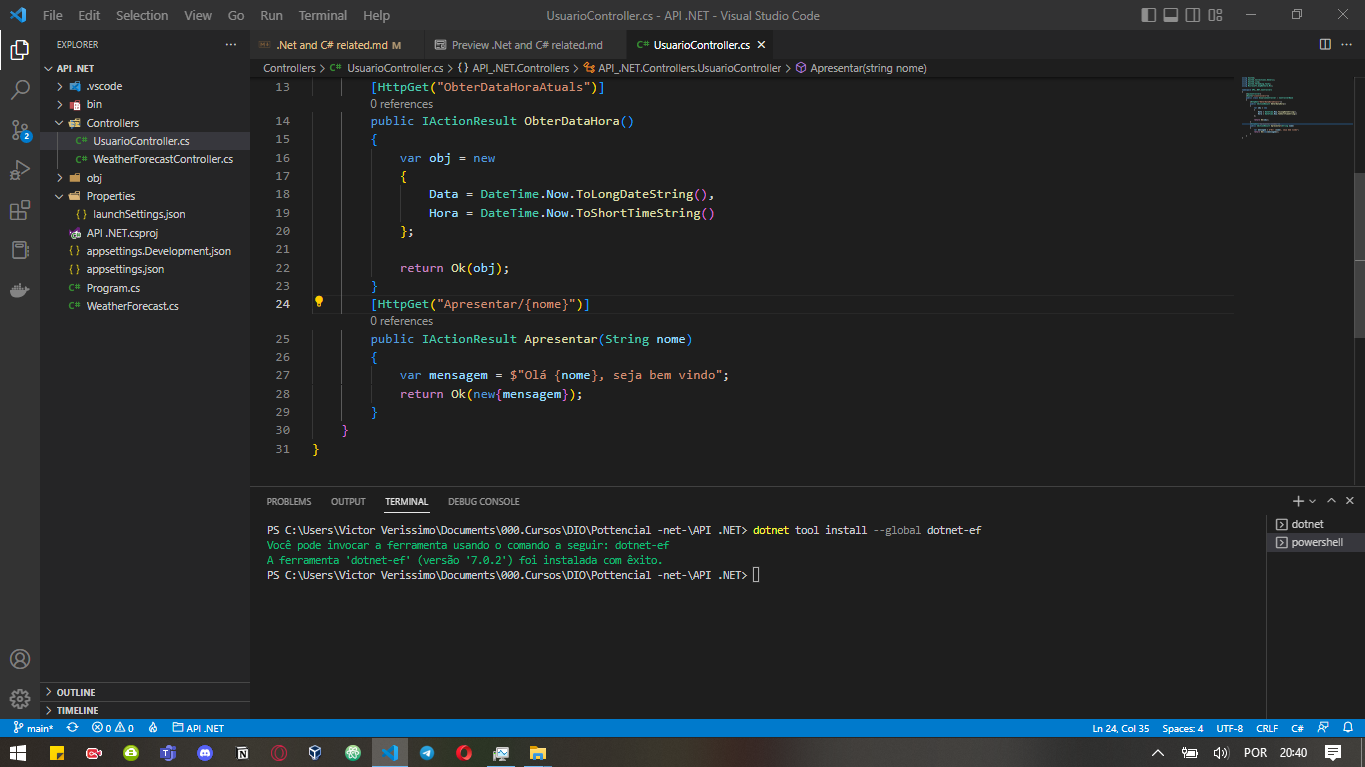 File Edit Selection View Go Run Terminal Help UsuarioController.cs - API .NET - Visual Studio Code
EXPLORER
API .NET
.vscode
bin
Controllers
C# UsuarioController.cs
C# WeatherForecastController.cs
obj
Properties
{} launchSettings.json
API .NET.csproj
{} appsettings.Development.json
{} appsettings.json
C# Program.cs
C# WeatherForecast.cs
OUTLINE
TIMELINE
2
.Net and C# related.md M Preview .Net and C# related.md C# UsuarioController.cs
Controllers > C# UsuarioController.cs > {} API_.NET.Controllers > API_.NET.Controllers.UsuarioController > Apresentar(string nome)
13 [HttpGet("ObterDataHoraAtuals")]
0 references
14 public IActionResult ObterDataHora()
15 {
16 var obj = new
17 {
18 Data = DateTime.Now.ToLongDateString(),
19 Hora = DateTime.Now.ToShortTimeString()
20 };
21
22 return Ok(obj);
23 }
24 [HttpGet("Apresentar/{nome}")]
0 references
25 public IActionResult Apresentar(String nome)
26 {
27 var mensagem = $"Olá {nome}, seja bem vindo";
28 return Ok(new{mensagem});
29 }
30 }
31 }
PROBLEMS OUTPUT TERMINAL DEBUG CONSOLE
PS C:\Users\Victor Verissimo\Documents\000.Cursos\DIO\Pottencial -net-\API .NET> dotnet tool install --global dotnet-ef
Você pode invocar a ferramenta usando o comando a seguir: dotnet-ef
A ferramenta 'dotnet-ef' (versão '7.0.2') foi instalada com êxito.
PS C:\Users\Victor Verissimo\Documents\000.Cursos\DIO\Pottencial -net-\API .NET>
dotnet
powershell
main* 0 0 API .NET Ln 24, Col 35 Spaces: 4 UTF-8 CRLF C#
POR 20:40